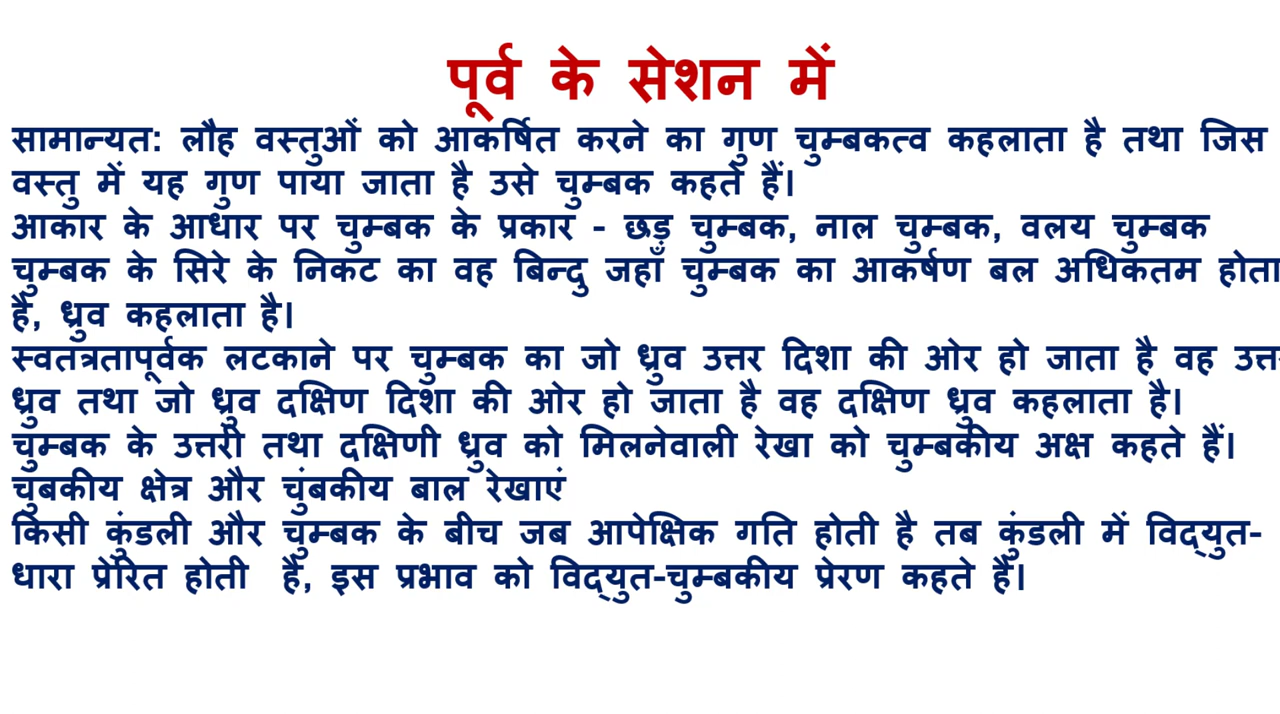 पूर्व के सेशन में
सामान्यत: लौह वस्तुओं को आकर्षित करने का गुण चुम्बकत्व कहलाता है तथा जिस
वस्तु में यह गुण पाया जाता है उसे चुम्बक कहते हैं।
आकार के आधार पर चुम्बक के प्रकार - छड़ चुम्बक, नाल चुम्बक, वलय चुम्बक
चुम्बक के सिरे के निकट का वह बिन्दु जहाँ चुम्बक का आकर्षण बल अधिकतम होता
है, ध्रुव कहलाता है।
स्वतंत्रतापूर्वक लटकाने पर चुम्बक का जो ध्रुव उत्तर दिशा की ओर हो जाता है वह
ध्रुव तथा जो ध्रुव दक्षिण दिशा की ओर हो जाता है वह दक्षिण ध्रुव कहलाता है।
चुम्बक के उत्तरी तथा दक्षिणी ध्रुव को मिलनेवाली रेखा को चुम्बकीय अक्ष कहते हैं।
चुंबकीय क्षेत्र और चुंबकीय बाल रेखाएं
किसी कुंडली और चुम्बक के बीच जब आपेक्षिक गति होती है तब कुंडली में विद्युत-
धारा प्रेरित होती है, इस प्रभाव को विद्युत-चुम्बकीय प्रेरण कहते हैं।